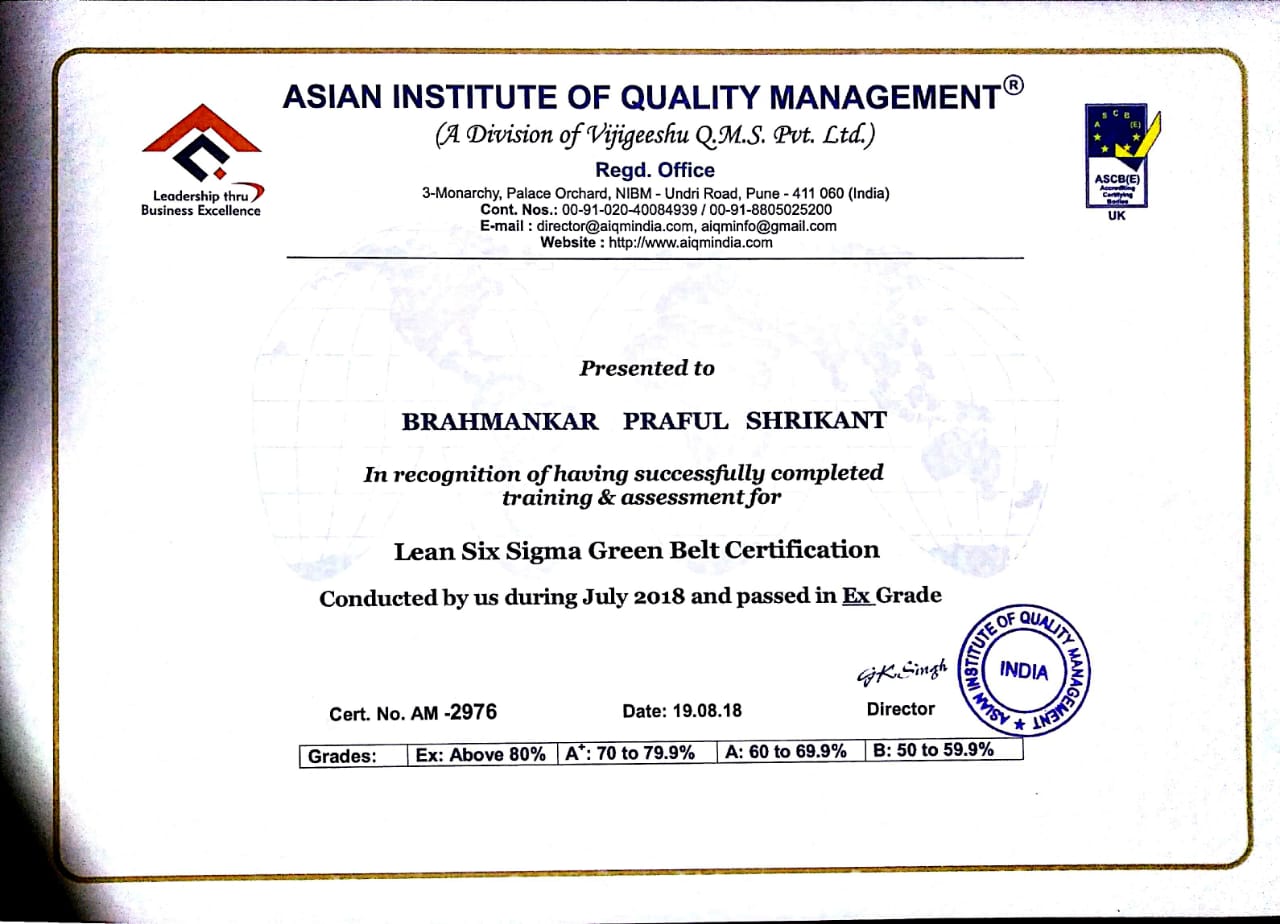 ASIAN INSTITUTE OF QUALITY MANAGEMENT®
(A Division of Vijigeeshu Q.M.S. Pvt. Ltd.)
Regd. Office
3-Monarchy, Palace Orchard, NIBM - Undri Road, Pune - 411 060 (India)
Cont. Nos.: 00-91-020-40084939 / 00-91-8805025200
E-mail : director@aiqmindia.com, aiqminfo@gmail.com
Website : http://www.aiqmindia.com
Leadership thru
Business Excellence
A S C B (E)
ASCB(E)
Accrediting
Certifying
Bodies
UK
Presented to
BRAHMANKAR PRAFUL SHRIKANT
In recognition of having successfully completed
training & assessment for
Lean Six Sigma Green Belt Certification
Conducted by us during July 2018 and passed in Ex Grade
GK.Singh
ASIAN INSTITUTE OF QUALITY MANAGEMENT
INDIA
Cert. No. AM -2976 Date: 19.08.18 Director
Grades: Ex: Above 80% A+: 70 to 79.9% A: 60 to 69.9% B: 50 to 59.9%